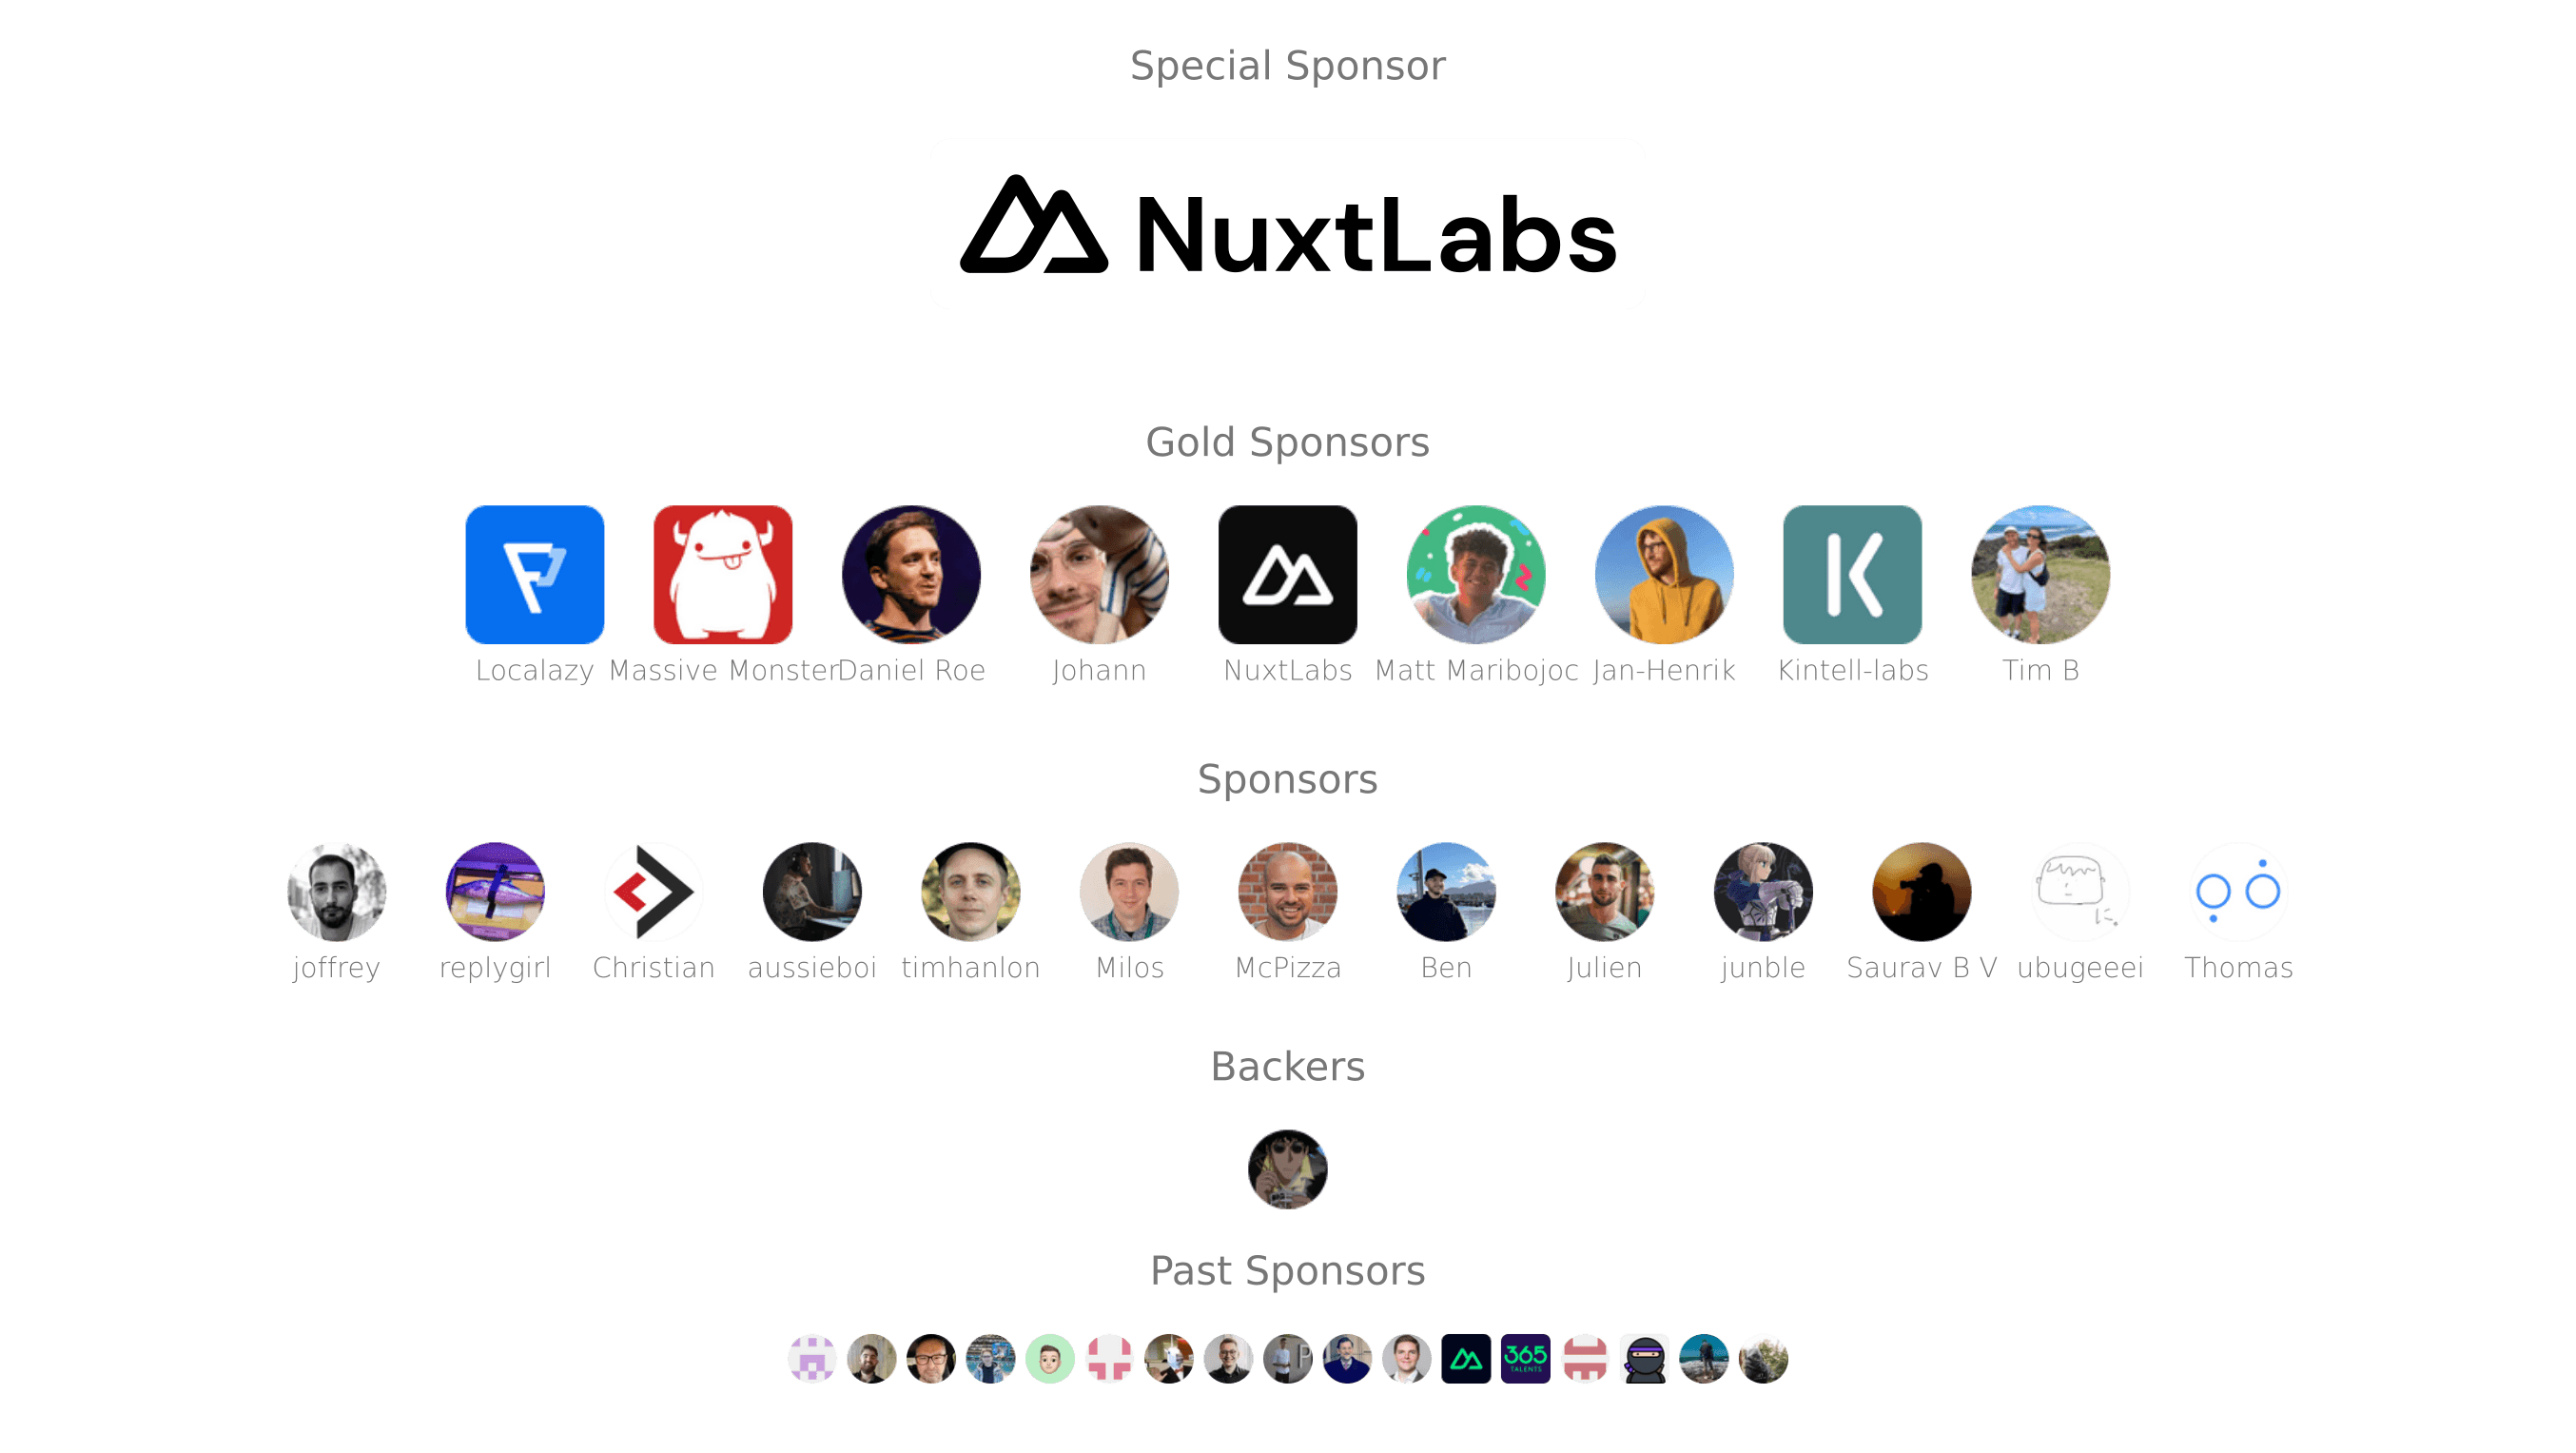 Special Sponsor
NuxtLabs
Gold Sponsors
Localazy Massive Monster Daniel Roe Johann NuxtLabs Matt Maribojoc Jan-Henrik Kintell-labs Tim B
Sponsors
joffrey replygirl Christian aussieboi timhanlon Milos McPizza Ben Julien junble Saurav B V ubugeeei Thomas
Backers
Past Sponsors
365
TALENTS